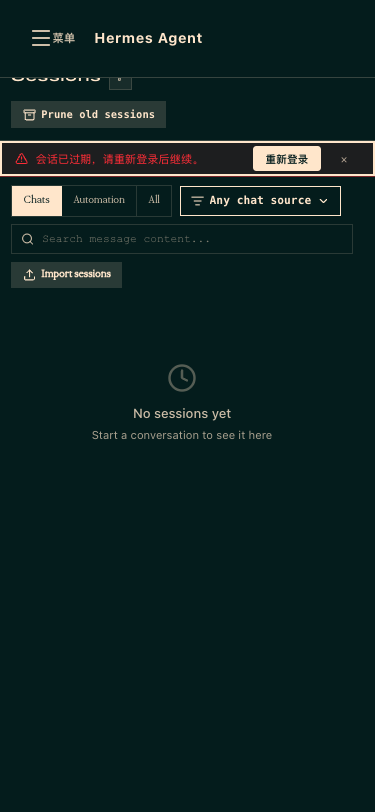 菜单
Hermes Agent
Sessions
Prune old sessions
会话已过期，请重新登录后继续。
重新登录
×
Chats
Automation
All
Any chat source
Search message content...
Import sessions
No sessions yet
Start a conversation to see it here